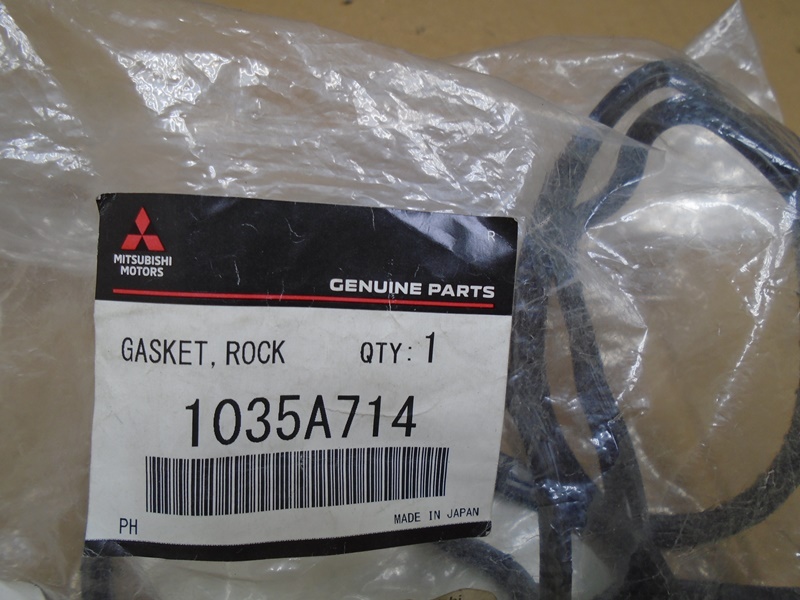 R
MITSUBISHI
MOTORS
GENUINE PARTS
GASKET, ROCK QTY: 1
1035A714
PH MADE IN JAPAN